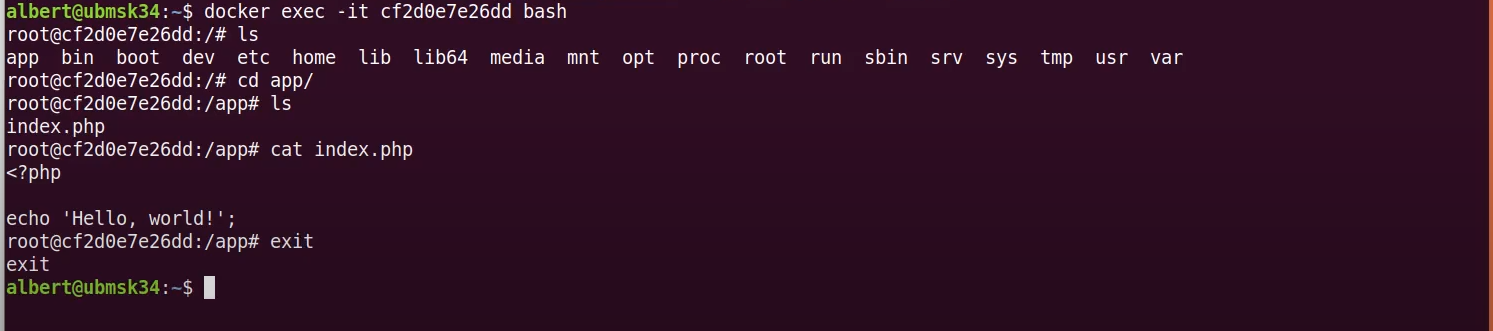 albert@ubmsk34:~$ docker exec -it cf2d0e7e26dd bash
root@cf2d0e7e26dd:/# ls
app  bin  boot  dev  etc  home  lib  lib64  media  mnt  opt  proc  root  run  sbin  srv  sys  tmp  usr  var
root@cf2d0e7e26dd:/# cd app/
root@cf2d0e7e26dd:/app# ls
index.php
root@cf2d0e7e26dd:/app# cat index.php
<?php

echo 'Hello, world!';
root@cf2d0e7e26dd:/app# exit
exit
albert@ubmsk34:~$